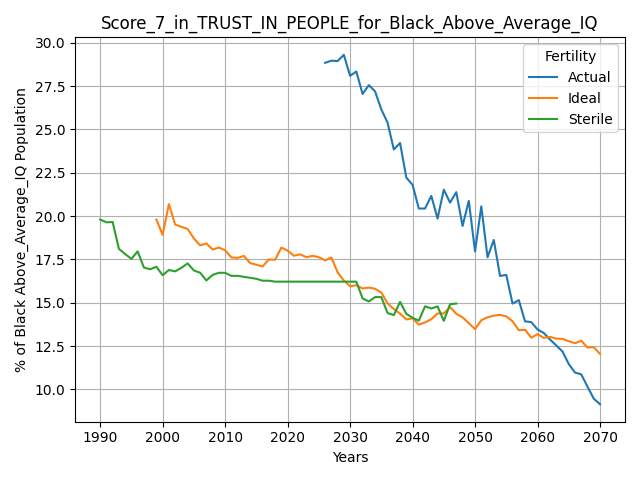 Score_7_in_TRUST_IN_PEOPLE_for_Black_Above_Average_IQ
% of Black Above_Average_IQ Population
30.0
27.5
25.0
22.5
20.0
17.5
15.0
12.5
10.0
Fertility
Actual
Ideal
Sterile
1990 2000 2010 2020 2030 2040 2050 2060 2070
Years